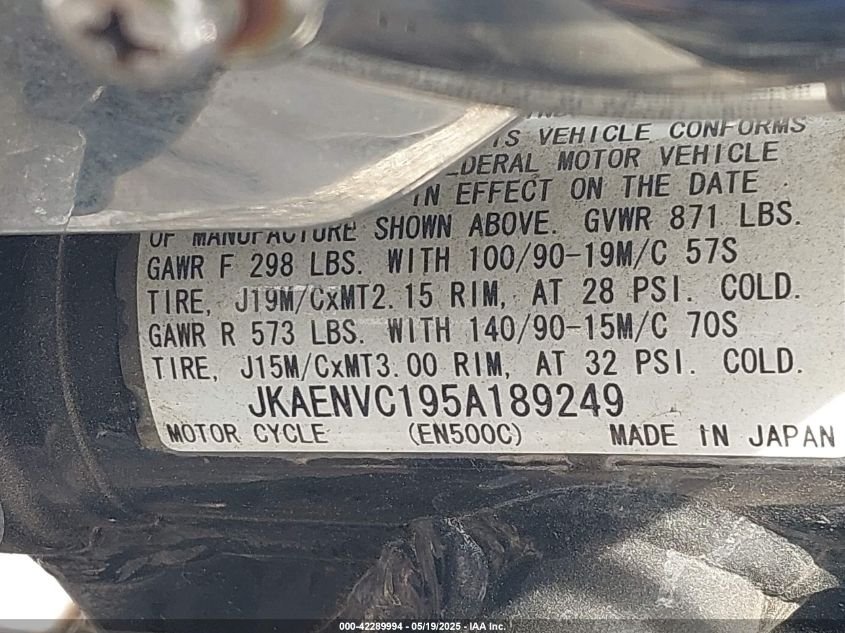 VEHICLE CONFORMS
MOTOR VEHICLE
IN EFFECT ON THE DATE
OF MANUFACTURE SHOWN ABOVE. GVWR 871 LBS.
GAWR F 298 LBS. WITH 100/90-19M/C 57S
TIRE, J19M/CxMT2.15 RIM, AT 28 PSI. COLD.
GAWR R 573 LBS. WITH 140/90-15M/C 70S
TIRE, J15M/CxMT3.00 RIM, AT 32 PSI. COLD.
JKAENVC195A189249
MOTOR CYCLE (EN500C) MADE IN JAPAN
000-42289994 - 05/19/2025 - IAA Inc.